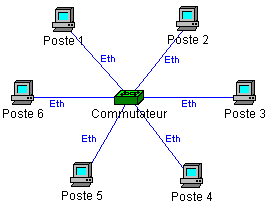 Poste 1
Poste 2
Eth
Eth
Poste 6
Eth
Commutateur
Eth
Poste 3
Eth
Eth
Poste 5
Poste 4